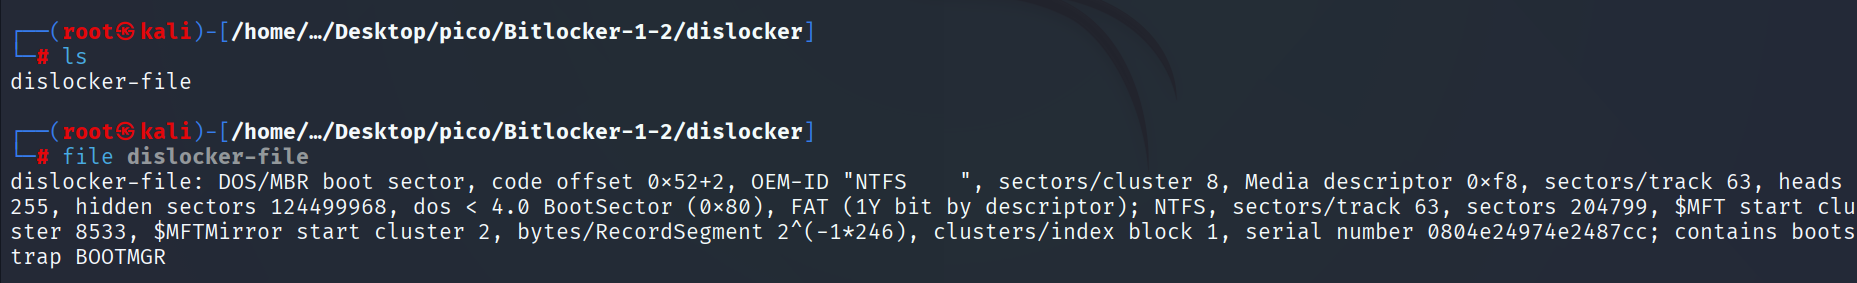 ┌──(root㉿kali)-[/home/…/Desktop/pico/Bitlocker-1-2/dislocker]
└─# ls
dislocker-file
┌──(root㉿kali)-[/home/…/Desktop/pico/Bitlocker-1-2/dislocker]
└─# file dislocker-file
dislocker-file: DOS/MBR boot sector, code offset 0×52+2, OEM-ID "NTFS    ", sectors/cluster 8, Media descriptor 0×f8, sectors/track 63, heads
255, hidden sectors 124499968, dos < 4.0 BootSector (0×80), FAT (1Y bit by descriptor); NTFS, sectors/track 63, sectors 204799, $MFT start clu
ster 8533, $MFTMirror start cluster 2, bytes/RecordSegment 2^(-1*246), clusters/index block 1, serial number 0804e24974e2487cc; contains boots
trap BOOTMGR